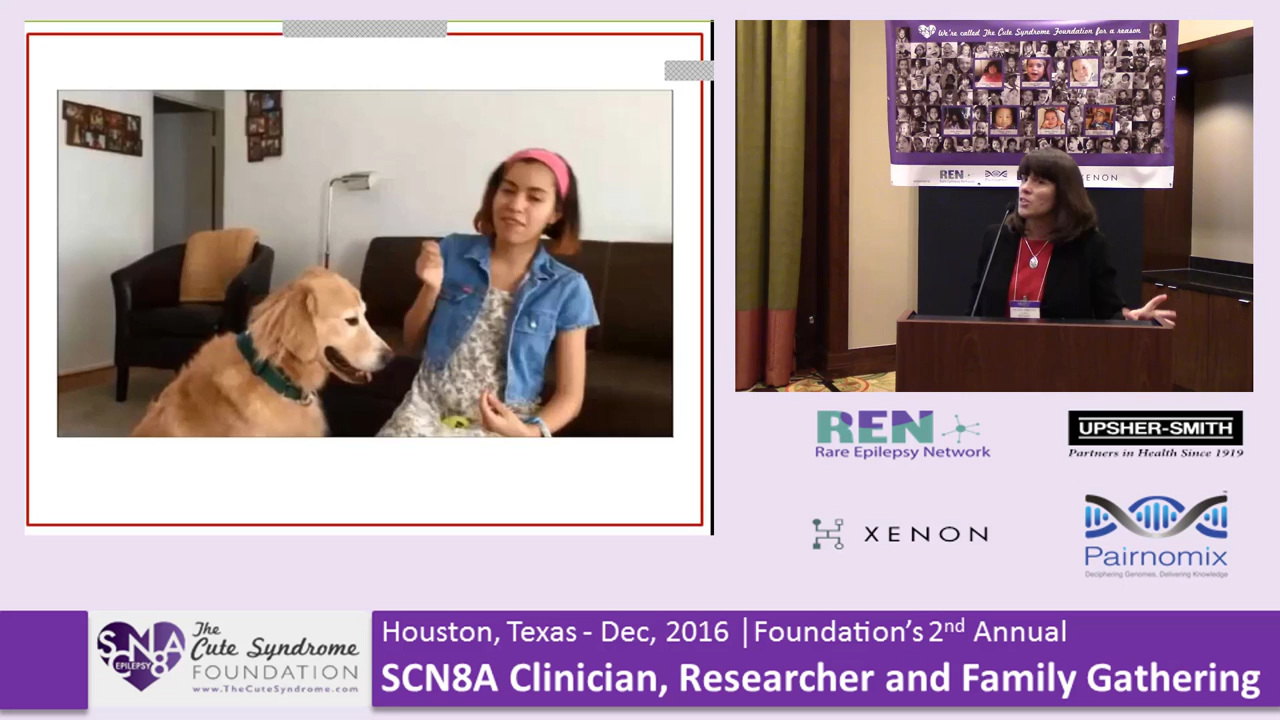 We're called The Cute Syndrome Foundation for a reason
REN
XENON
REN
Rare Epilepsy Network
UPSHER-SMITH
Partners in Health Since 1919
XENON
Pairnomix
Deciphering Genomes, Delivering Knowledge
SCN8A
EPILEPSY
The
Cute Syndrome
FOUNDATION
www.TheCuteSyndrome.com
Houston, Texas - Dec, 2016 | Foundation's 2nd Annual
SCN8A Clinician, Researcher and Family Gathering